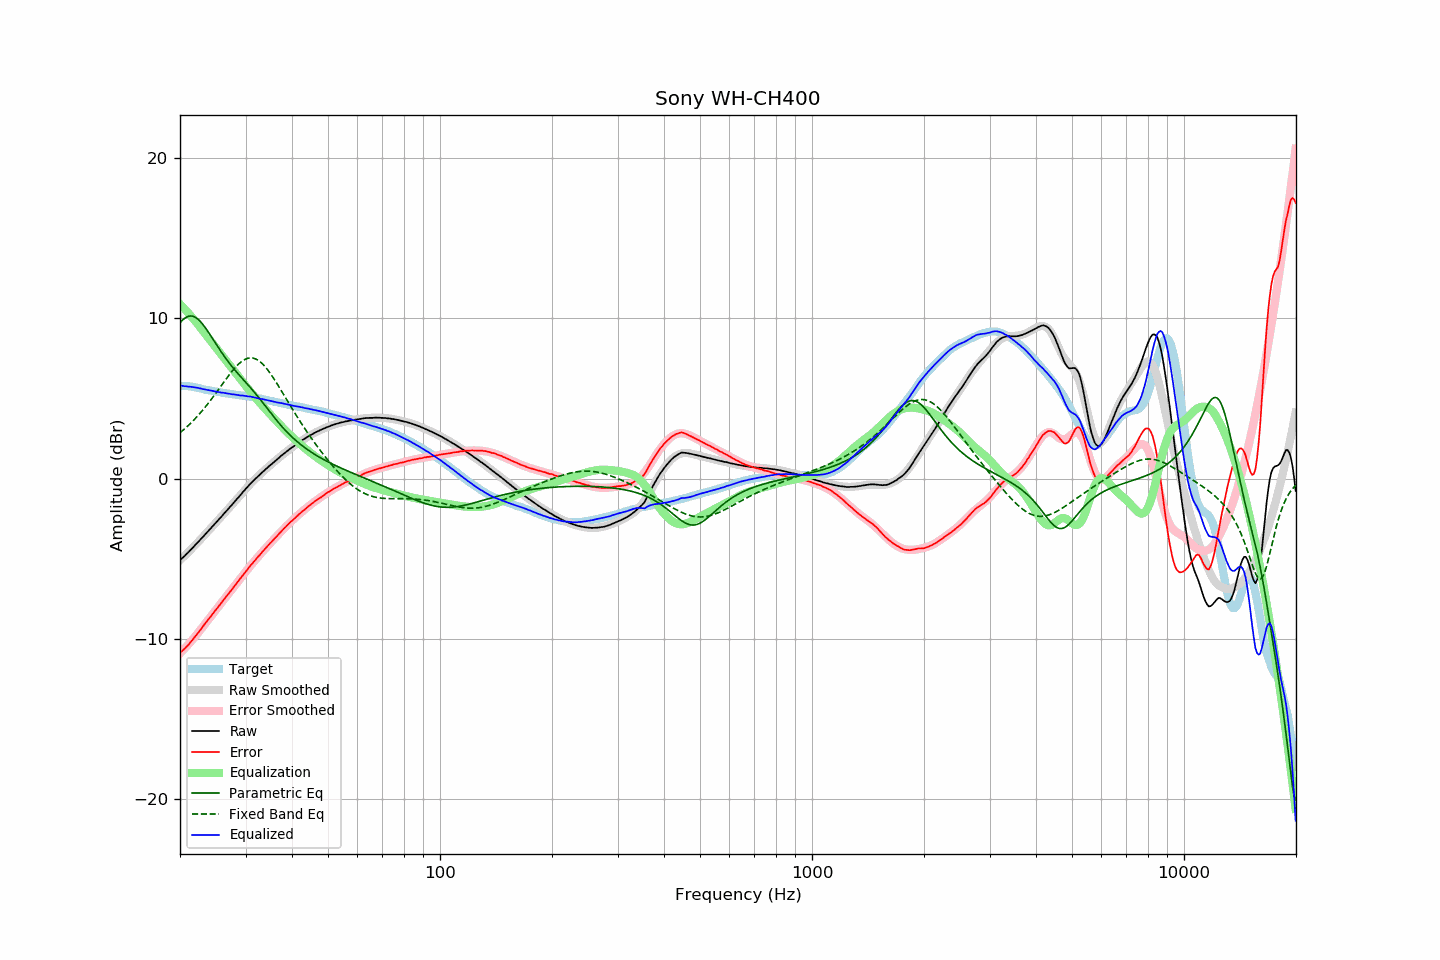 Sony WH-CH400
Amplitude (dBr)
20
10
0
−10
−20
Target
Raw Smoothed
Error Smoothed
Raw
Error
Equalization
Parametric Eq
Fixed Band Eq
Equalized
100
1000
10000
Frequency (Hz)